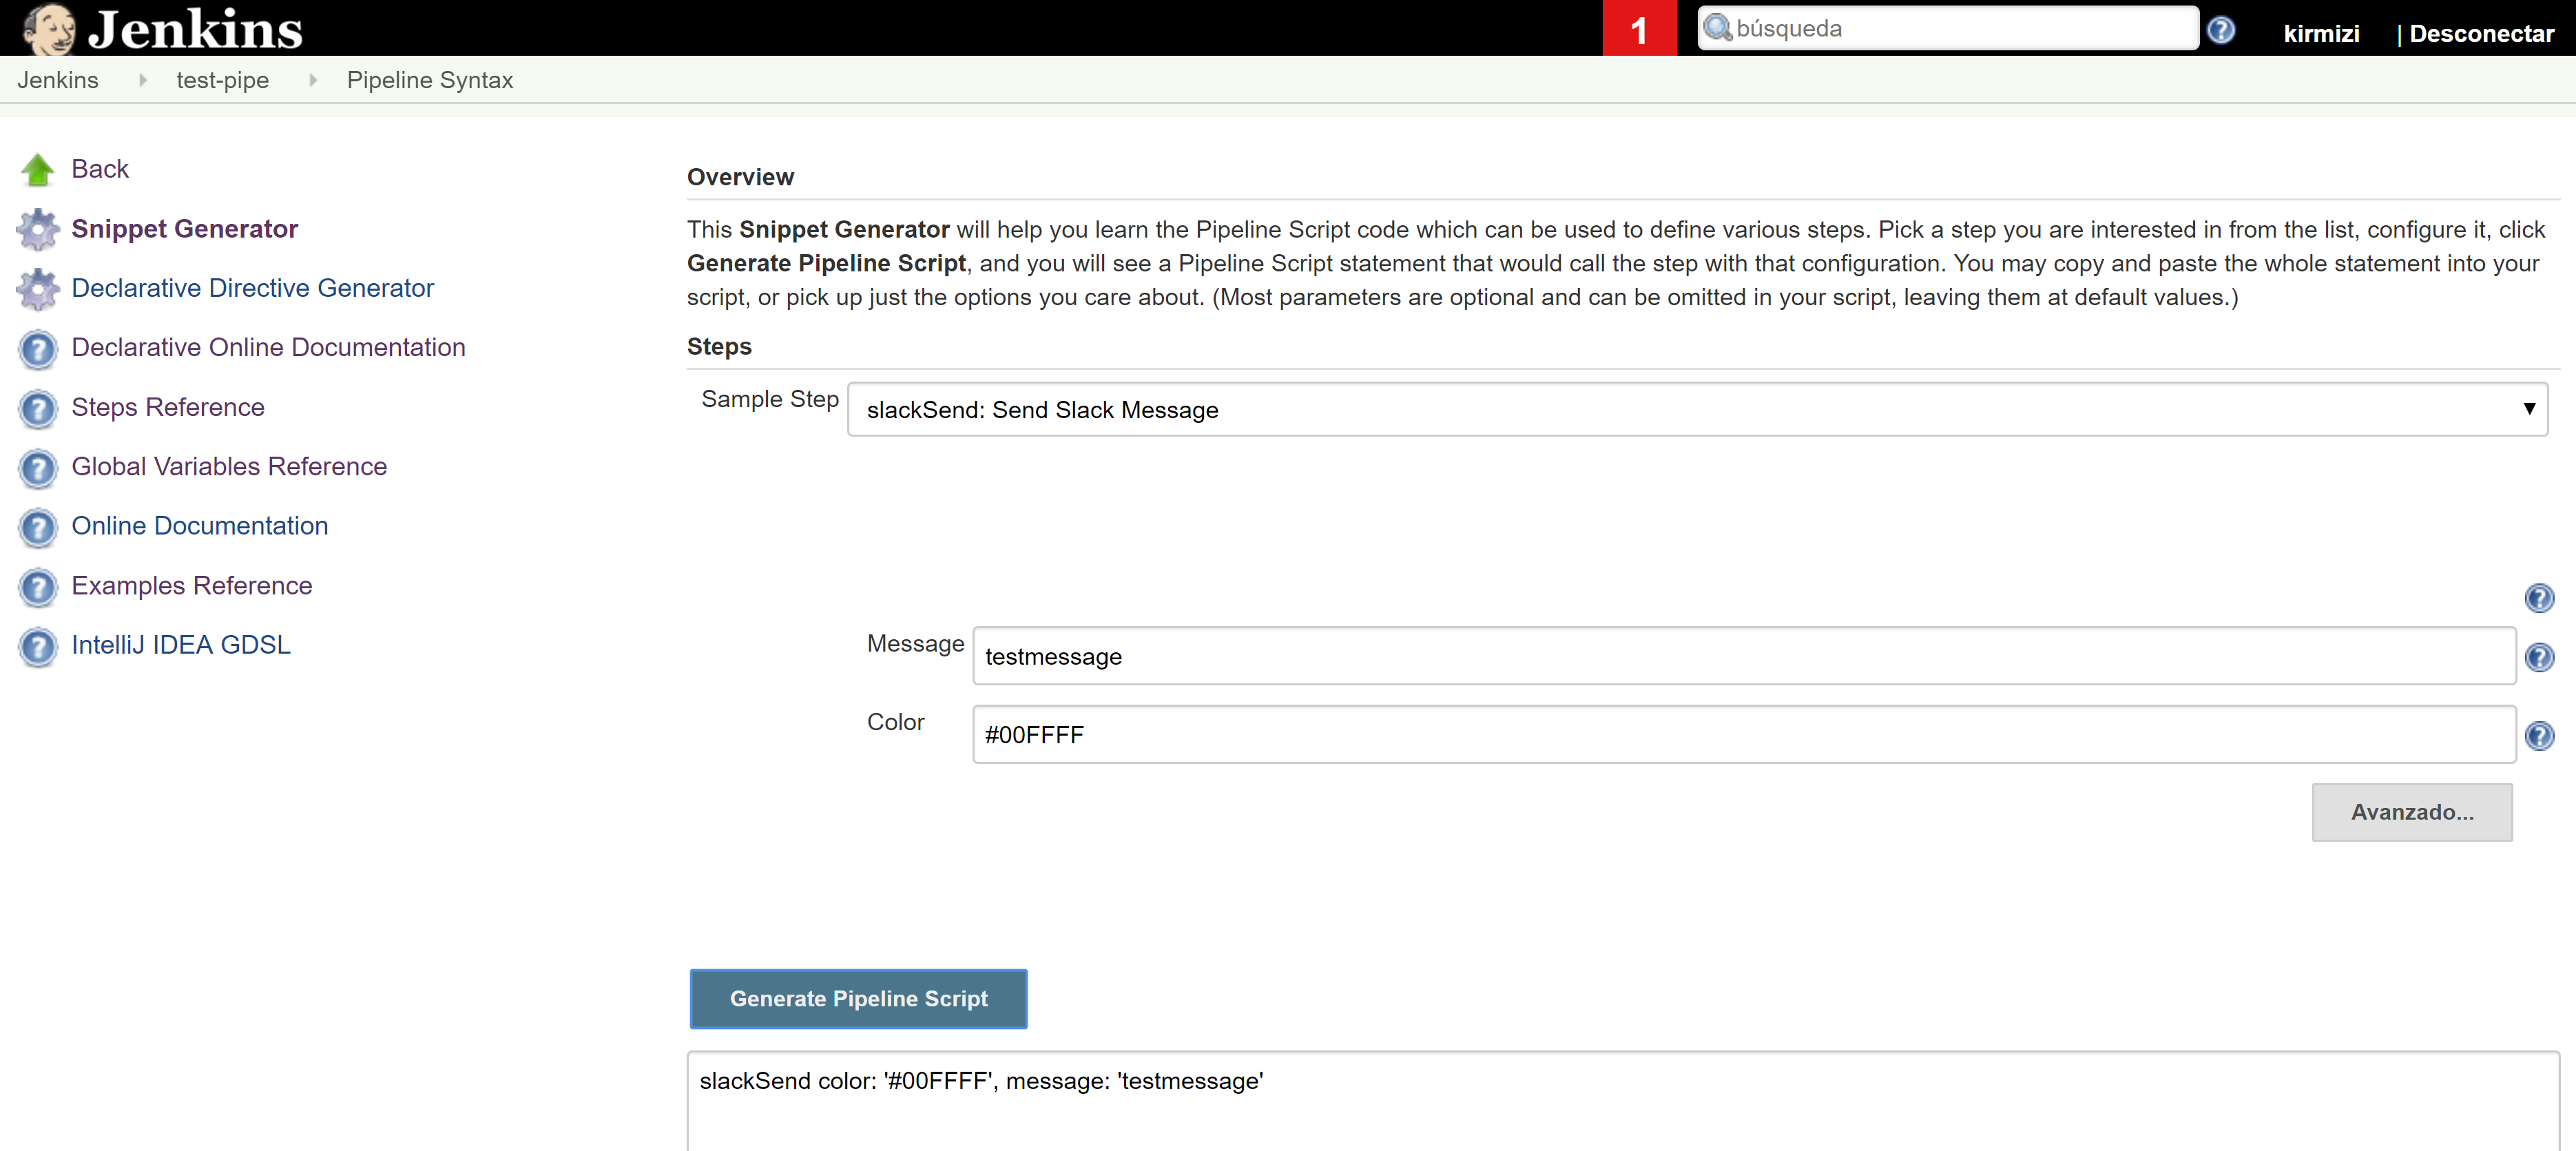 Jenkins
1
búsqueda
kirmizi
| Desconectar
Jenkins
test-pipe
Pipeline Syntax
Back
Snippet Generator
Declarative Directive Generator
Declarative Online Documentation
Steps Reference
Global Variables Reference
Online Documentation
Examples Reference
IntelliJ IDEA GDSL
Overview
This Snippet Generator will help you learn the Pipeline Script code which can be used to define various steps. Pick a step you are interested in from the list, configure it, click
Generate Pipeline Script, and you will see a Pipeline Script statement that would call the step with that configuration. You may copy and paste the whole statement into your
script, or pick up just the options you care about. (Most parameters are optional and can be omitted in your script, leaving them at default values.)
Steps
Sample Step
slackSend: Send Slack Message
Message
testmessage
Color
#00FFFF
Avanzado...
Generate Pipeline Script
slackSend color: '#00FFFF', message: 'testmessage'